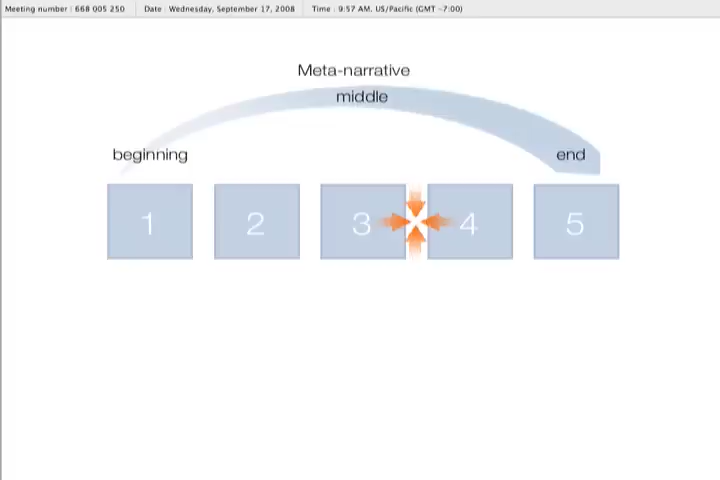 Meeting number : 668 005 250 Date : Wednesday, September 17, 2008 Time : 9:57 AM, US/Pacific (GMT -7:00)
Meta-narrative
middle
beginning end
1 2 3 4 5